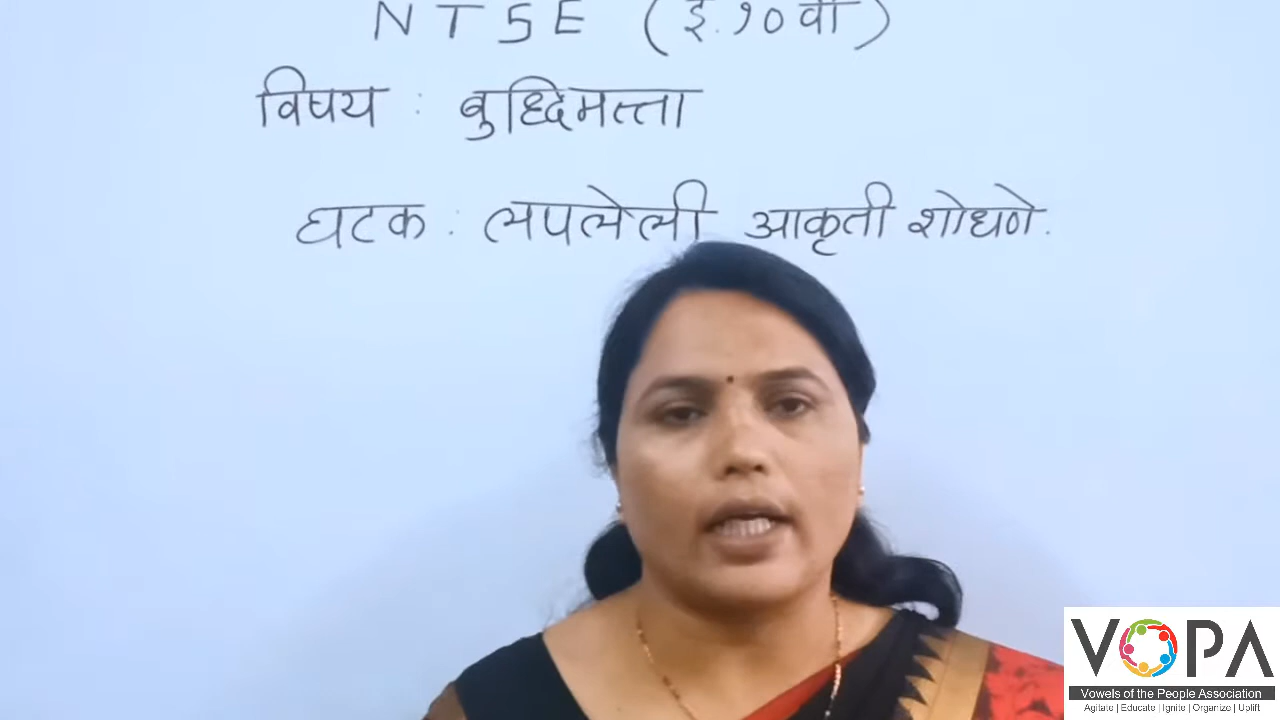 NTSE (इ.१०वी)
विषय : बुध्दिमत्ता
घटक : लपलेली आकृती शोधणे.
VOPA
Vowels of the People Association
Agitate | Educate | Ignite | Organize | Uplift